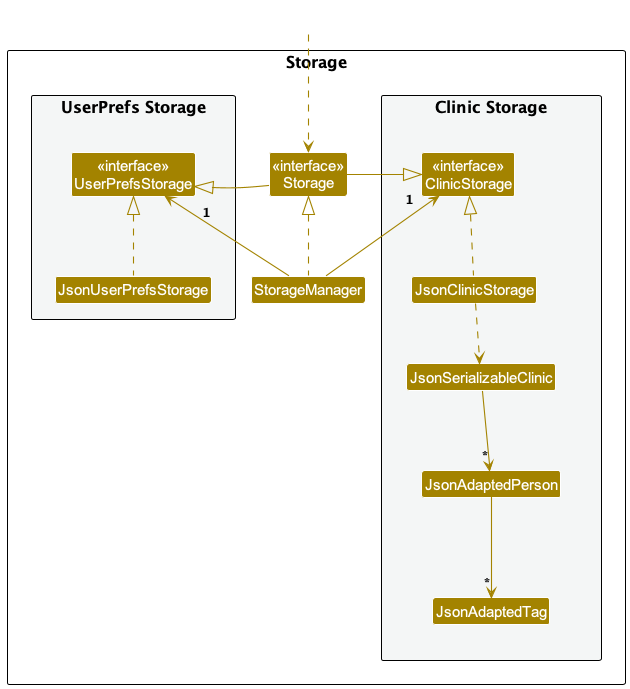 Storage
UserPrefs Storage
Clinic Storage
«interface»
UserPrefsStorage
«interface»
Storage
«interface»
ClinicStorage
1
1
JsonUserPrefsStorage
StorageManager
JsonClinicStorage
JsonSerializableClinic
*
JsonAdaptedPerson
*
JsonAdaptedTag